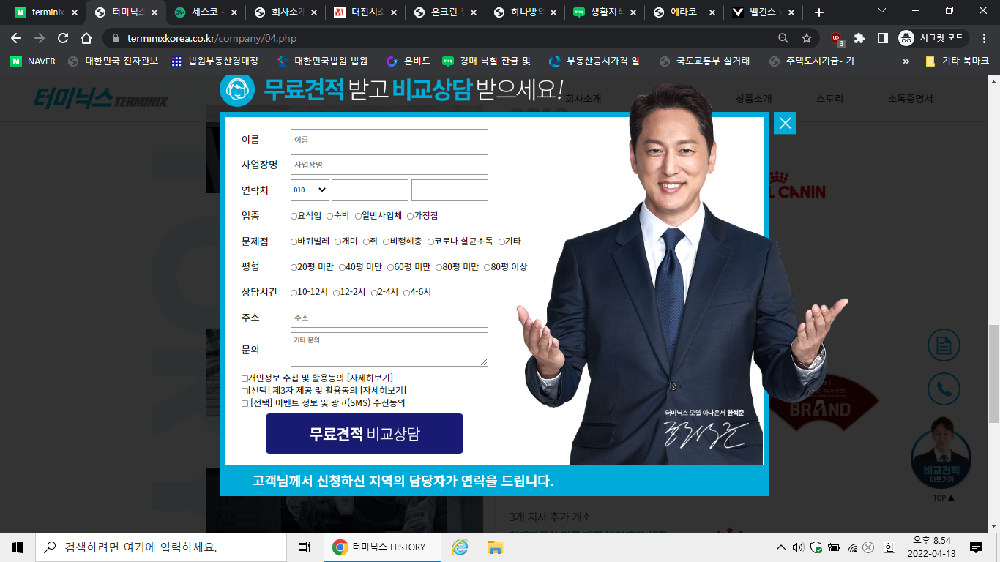 terminix
터미닉스
세스코 -
회사소개
대전시소
온크린
하나방역
생활지식
에라코
벨킨스
terminixkorea.co.kr/company/04.php
3
시크릿 모드
NAVER
대한민국 전자관보
법원부동산경매정...
대한민국법원 법원...
온비드
경매 낙찰 잔금 및...
부동산공시가격 알...
국토교통부 실거래...
주택도시기금- 기...
»
기타 북마크
터미닉스 TERMINIX
무료견적 받고 비교상담 받으세요!
회사소개
상품소개
스토리
소독증명서
이름
이름
사업장명
사업장명
연락처
010
업종
요식업 숙박 일반사업체 가정집
문제점
바퀴벌레 개미 쥐 비행해충 코로나 살균소독 기타
평형
20평 미만 40평 미만 60평 미만 80평 미만 80평 이상
상담시간
10-12시 12-2시 2-4시 4-6시
주소
주소
문의
기타 문의
개인정보 수집 및 활용동의 [자세히보기]
[선택] 제3자 제공 및 활용동의 [자세히보기]
[선택] 이벤트 정보 및 광고(SMS) 수신동의
무료견적 비교상담
터미닉스 모델 아나운서 한석준
고객님께서 신청하신 지역의 담당자가 연락을 드립니다.
L CANIN
BRAND
비교견적
바로가기
TOP ▲
3개 지사 추가 개소
검색하려면 여기에 입력하세요.
터미닉스 HISTORY...
한
오후 8:54
2022-04-13